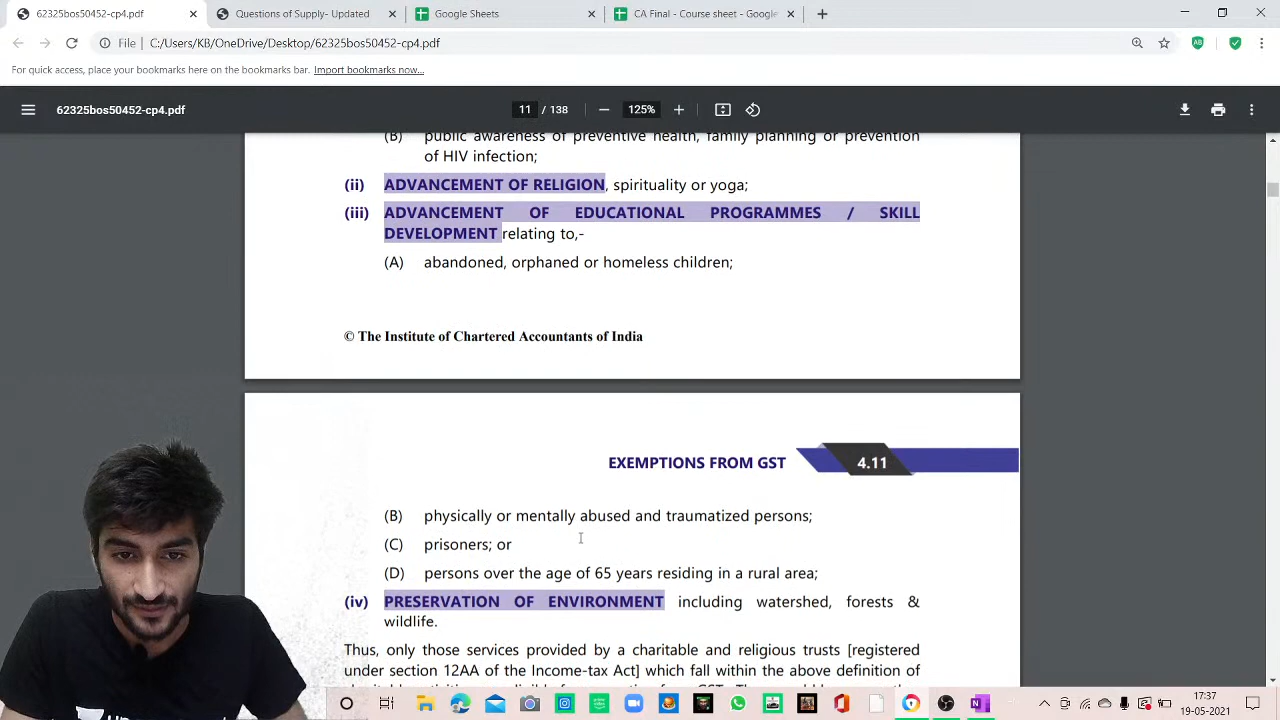 62325bos50452-cp4.pdf
Questions of Supply- Updated
Google Sheets
CA Final - Course sheet - Google
File C:/Users/KB/OneDrive/Desktop/62325bos50452-cp4.pdf
For quick access, place your bookmarks here on the bookmarks bar. Import bookmarks now...
62325bos50452-cp4.pdf
11 / 138
125%
(B) public awareness of preventive health, family planning or prevention
of HIV infection;
(ii) ADVANCEMENT OF RELIGION, spirituality or yoga;
(iii) ADVANCEMENT OF EDUCATIONAL PROGRAMMES / SKILL
DEVELOPMENT relating to,-
(A) abandoned, orphaned or homeless children;
© The Institute of Chartered Accountants of India
EXEMPTIONS FROM GST 4.11
(B) physically or mentally abused and traumatized persons;
(C) prisoners; or
(D) persons over the age of 65 years residing in a rural area;
(iv) PRESERVATION OF ENVIRONMENT including watershed, forests &
wildlife.
Thus, only those services provided by a charitable and religious trusts [registered
under section 12AA of the Income-tax Act] which fall within the above definition of
ENG
17:37
19-05-2021